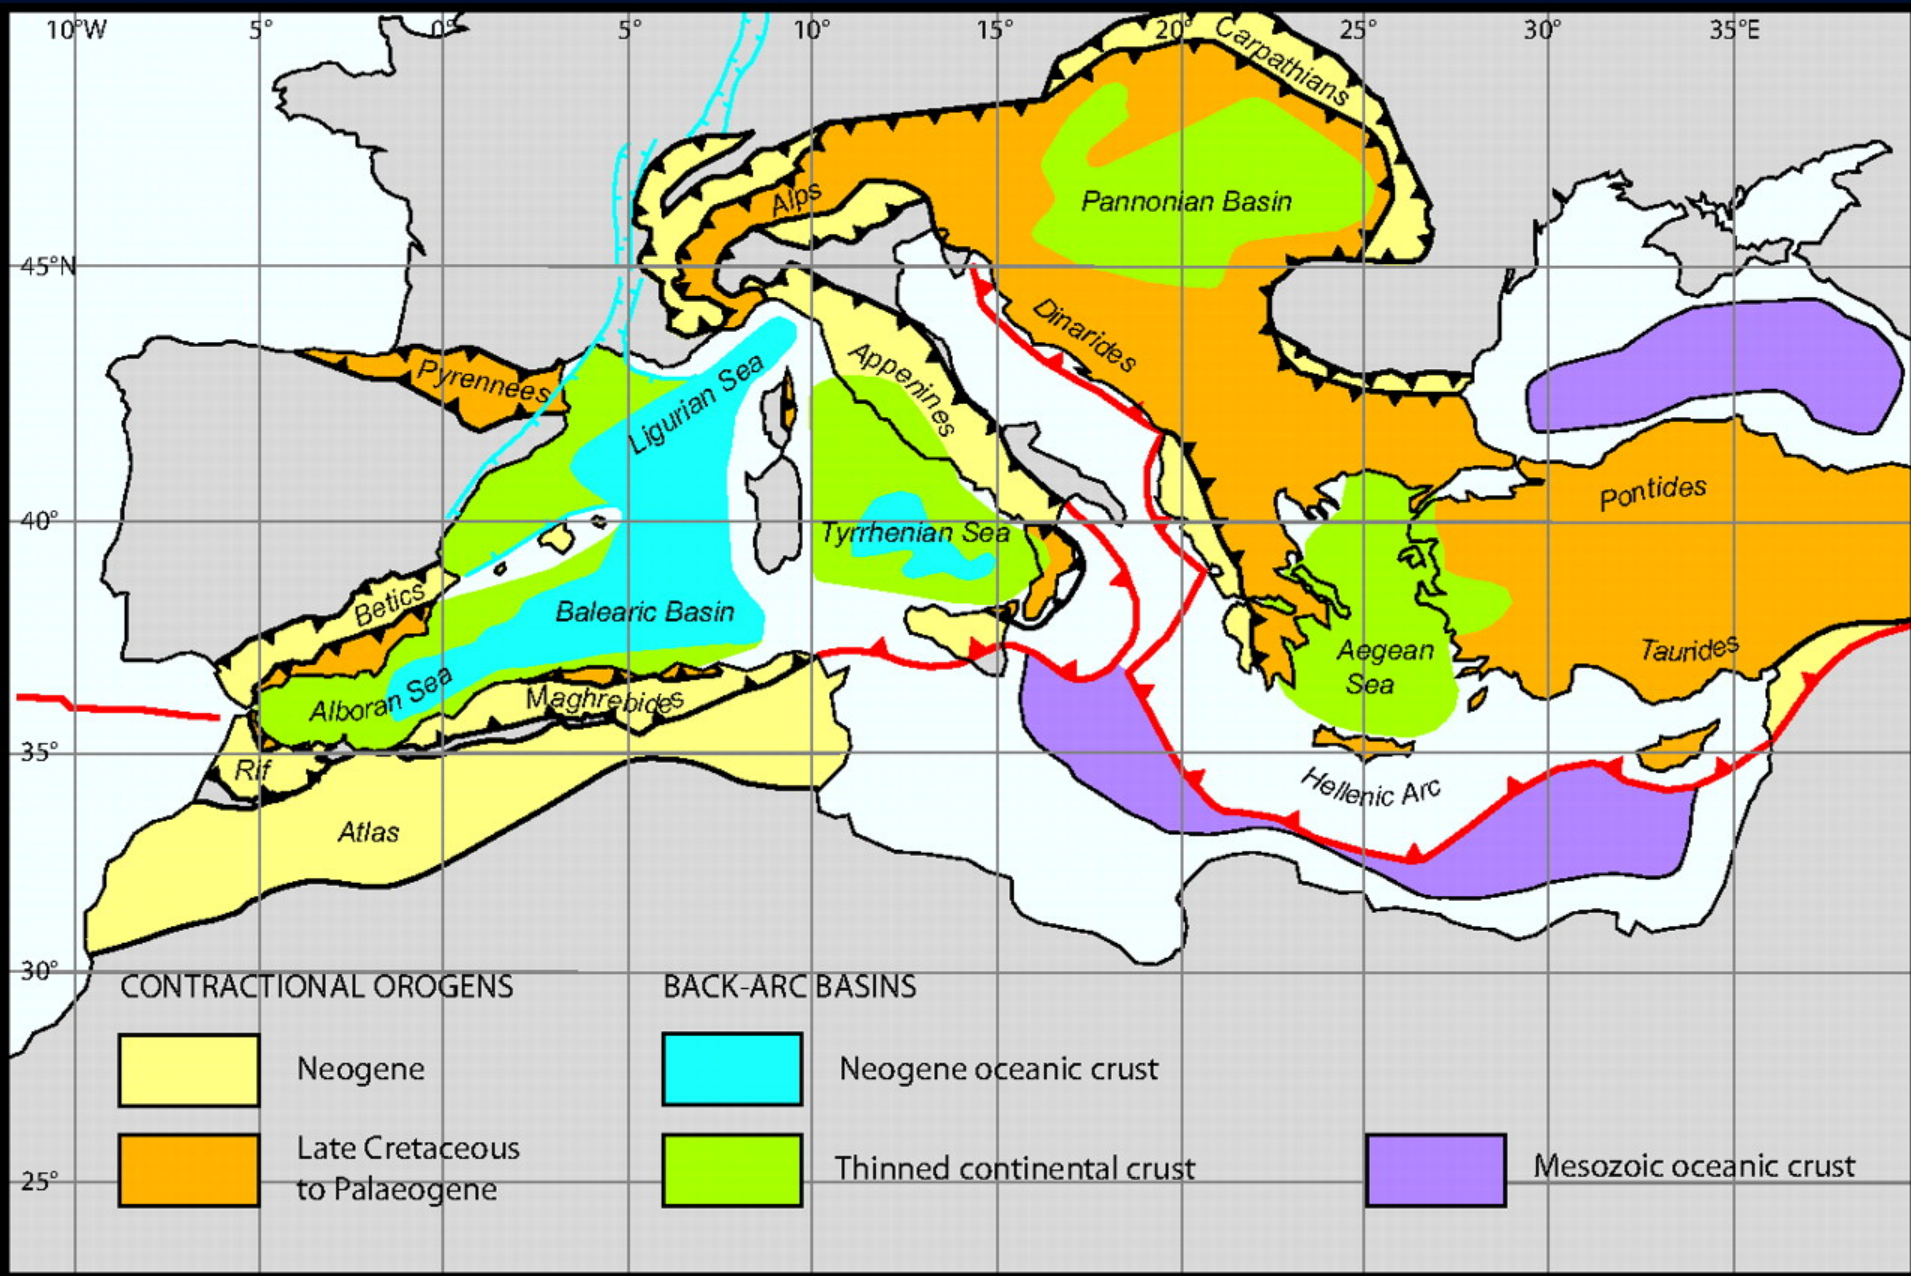 10°W 5° 0° 5° 10° 15° 20° 25° 30° 35°E
Carpathians
Alps
Pannonian Basin
45°N
Dinarides
Appenines
Pyrennees
Ligurian Sea
Pontides
40°
Tyrrhenian Sea
Betics
Balearic Basin
Aegean
Sea
Taurides
Alboran Sea
Maghrebides
35°
Rif
Hellenic Arc
Atlas
30°
CONTRACTIONAL OROGENS
BACK-ARC BASINS
Neogene
Neogene oceanic crust
Late Cretaceous
to Palaeogene
Thinned continental crust
Mesozoic oceanic crust
25°